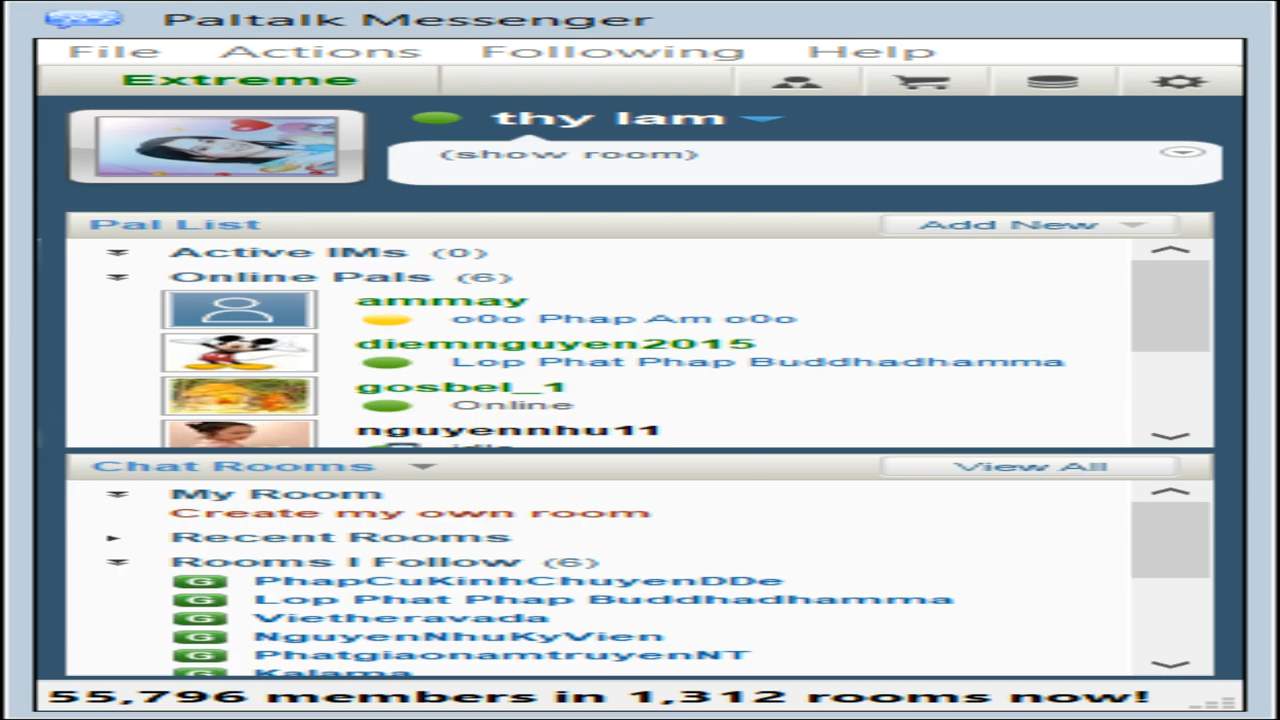 Paltalk Messenger
File Actions Following Help
Extreme
thy lam
(show room)
Pal List Add New
Active IMs (0)
Online Pals (6)
ammay
o0o Phap Am o0o
diemnguyen2015
Lop Phat Phap Buddhadhamma
gosbel_1
Online
nguyennhu11
Chat Rooms View All
My Room
Create my own room
Recent Rooms
Rooms I Follow (6)
G PhapCuKinhChuyenDDe
G Lop Phat Phap Buddhadhamma
G Vietheravada
G NguyenNhuKyVien
G PhatgiaonamtruyenNT
Kalama
55,796 members in 1,312 rooms now!